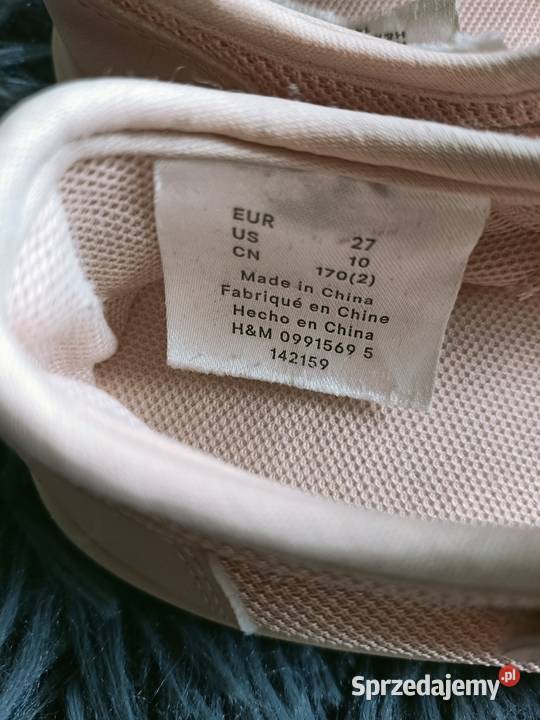 EUR 27
US 10
CN 170(2)
Made in China
Fabriqué en Chine
Hecho en China
H&M 0991569 5
142159
Sprzedajemy.pl